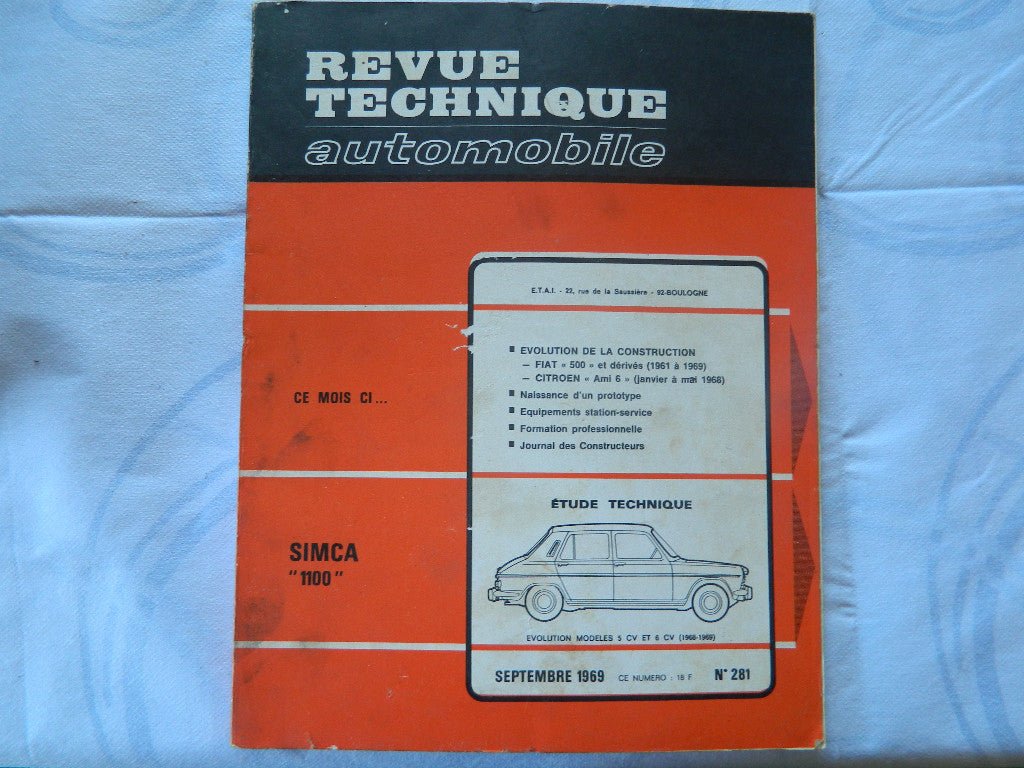 REVUE
TECHNIQUE
automobile
E.T.A.I. - 22, rue de la Saussière - 92-BOULOGNE
CE MOIS CI...
■ EVOLUTION DE LA CONSTRUCTION
— FIAT « 500 » et dérivés (1961 à 1969)
— CITROEN « Ami 6 » (janvier à mai 1968)
■ Naissance d'un prototype
■ Equipements station-service
■ Formation professionnelle
■ Journal des Constructeurs
SIMCA
"1100"
ÉTUDE TECHNIQUE
EVOLUTION MODELES 5 CV ET 6 CV (1968-1969)
SEPTEMBRE 1969 CE NUMERO : 18 F N° 281